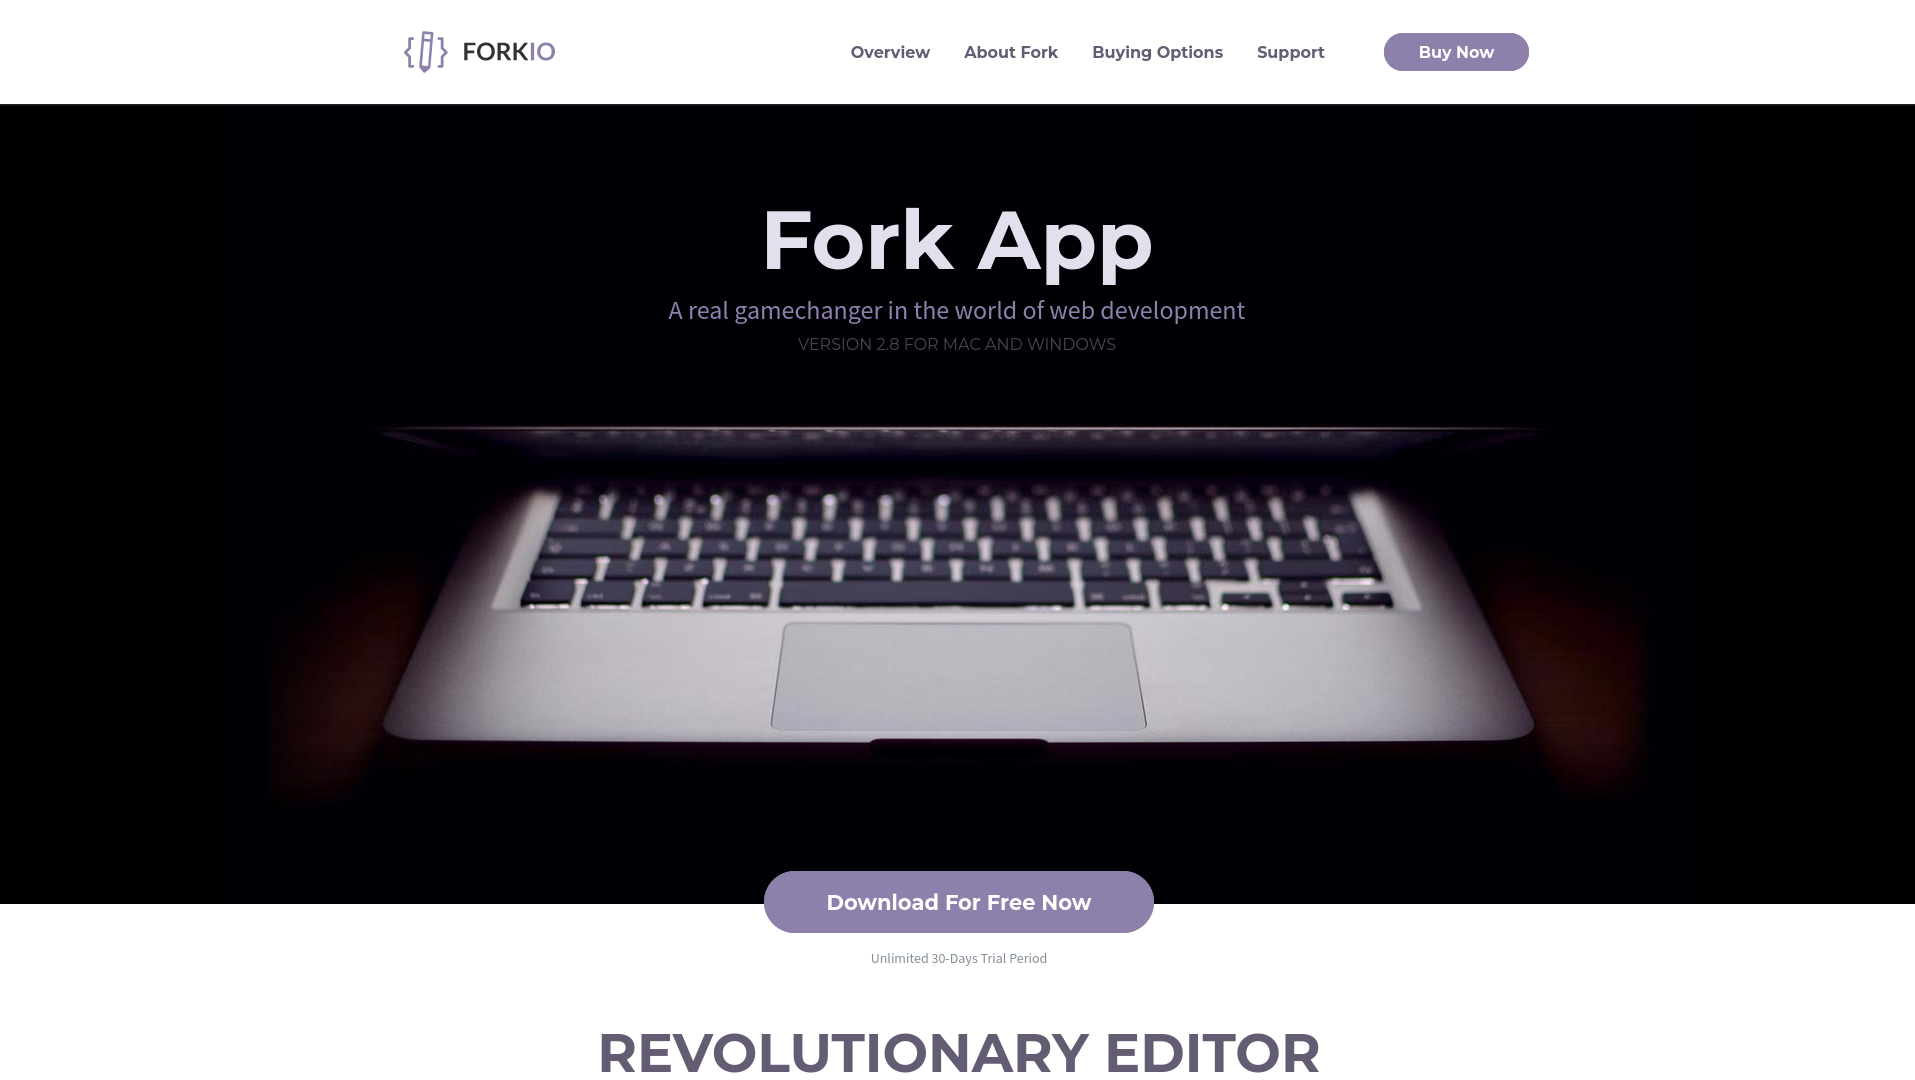 FORKIO
Overview About Fork Buying Options Support Buy Now
Fork App
A real gamechanger in the world of web development
VERSION 2.8 FOR MAC AND WINDOWS
Download For Free Now
Unlimited 30-Days Trial Period
REVOLUTIONARY EDITOR